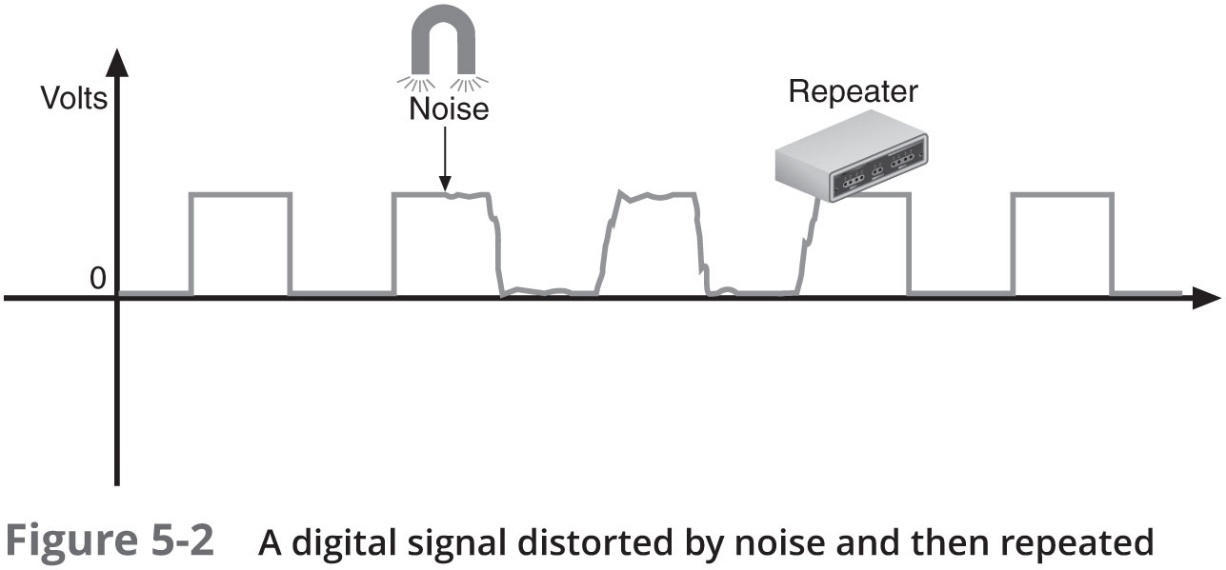 Volts
Noise
Repeater
0
Figure 5-2 A digital signal distorted by noise and then repeated